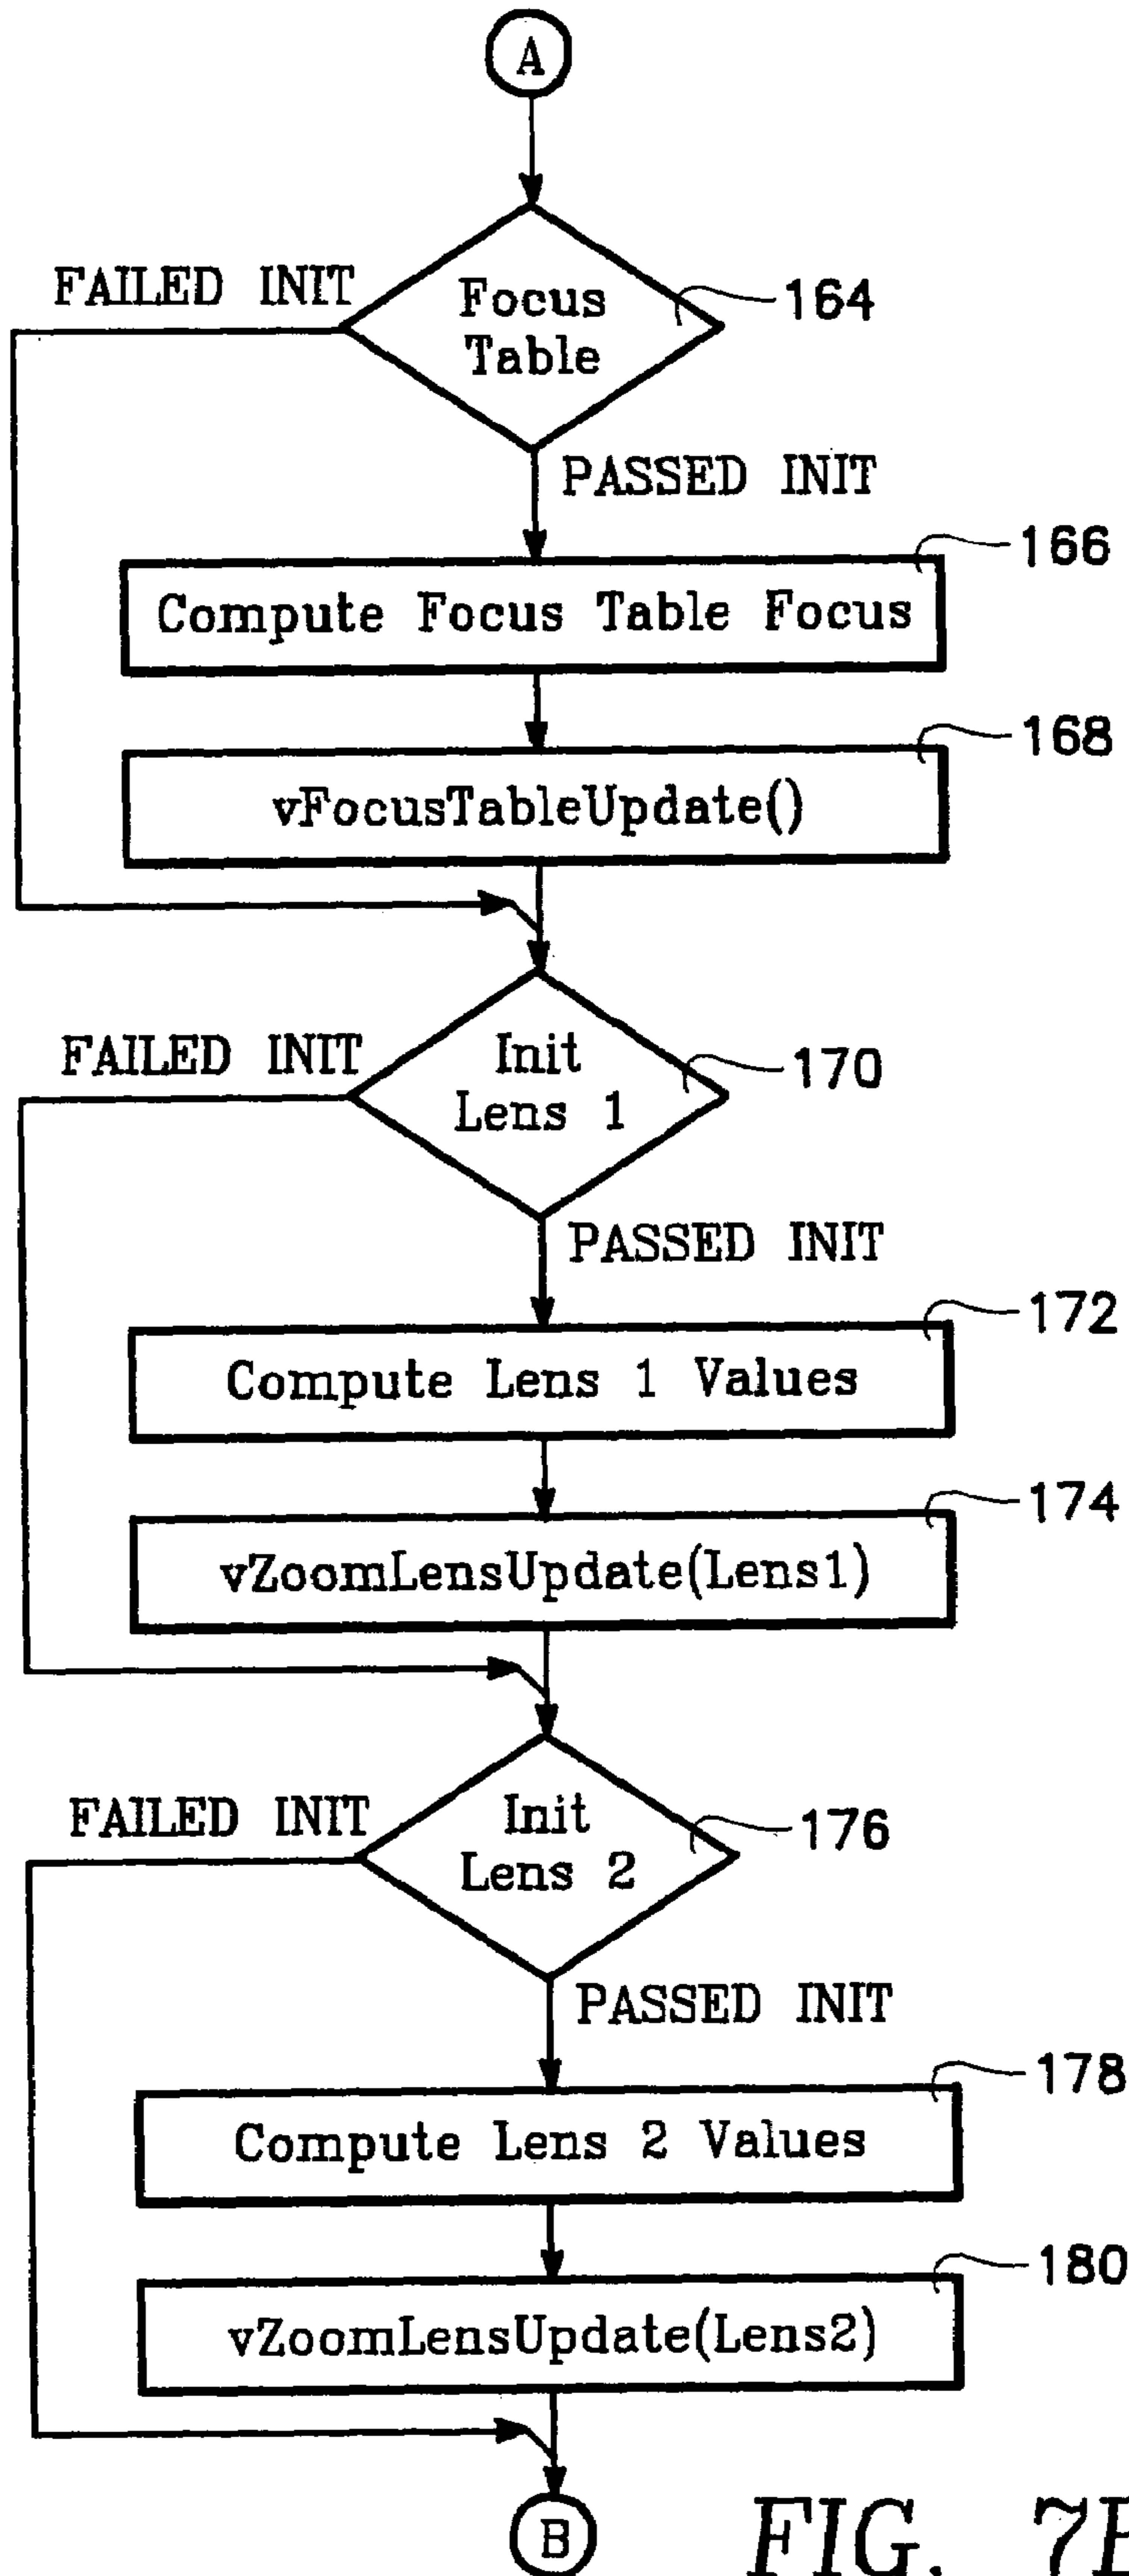 A
FAILED INIT
Focus
Table
164
PASSED INIT
166
Compute Focus Table Focus
168
vFocusTableUpdate()
FAILED INIT
Init
Lens 1
170
PASSED INIT
172
Compute Lens 1 Values
174
vZoomLensUpdate(Lens1)
FAILED INIT
Init
Lens 2
176
PASSED INIT
178
Compute Lens 2 Values
180
vZoomLensUpdate(Lens2)
B
FIG. 7B